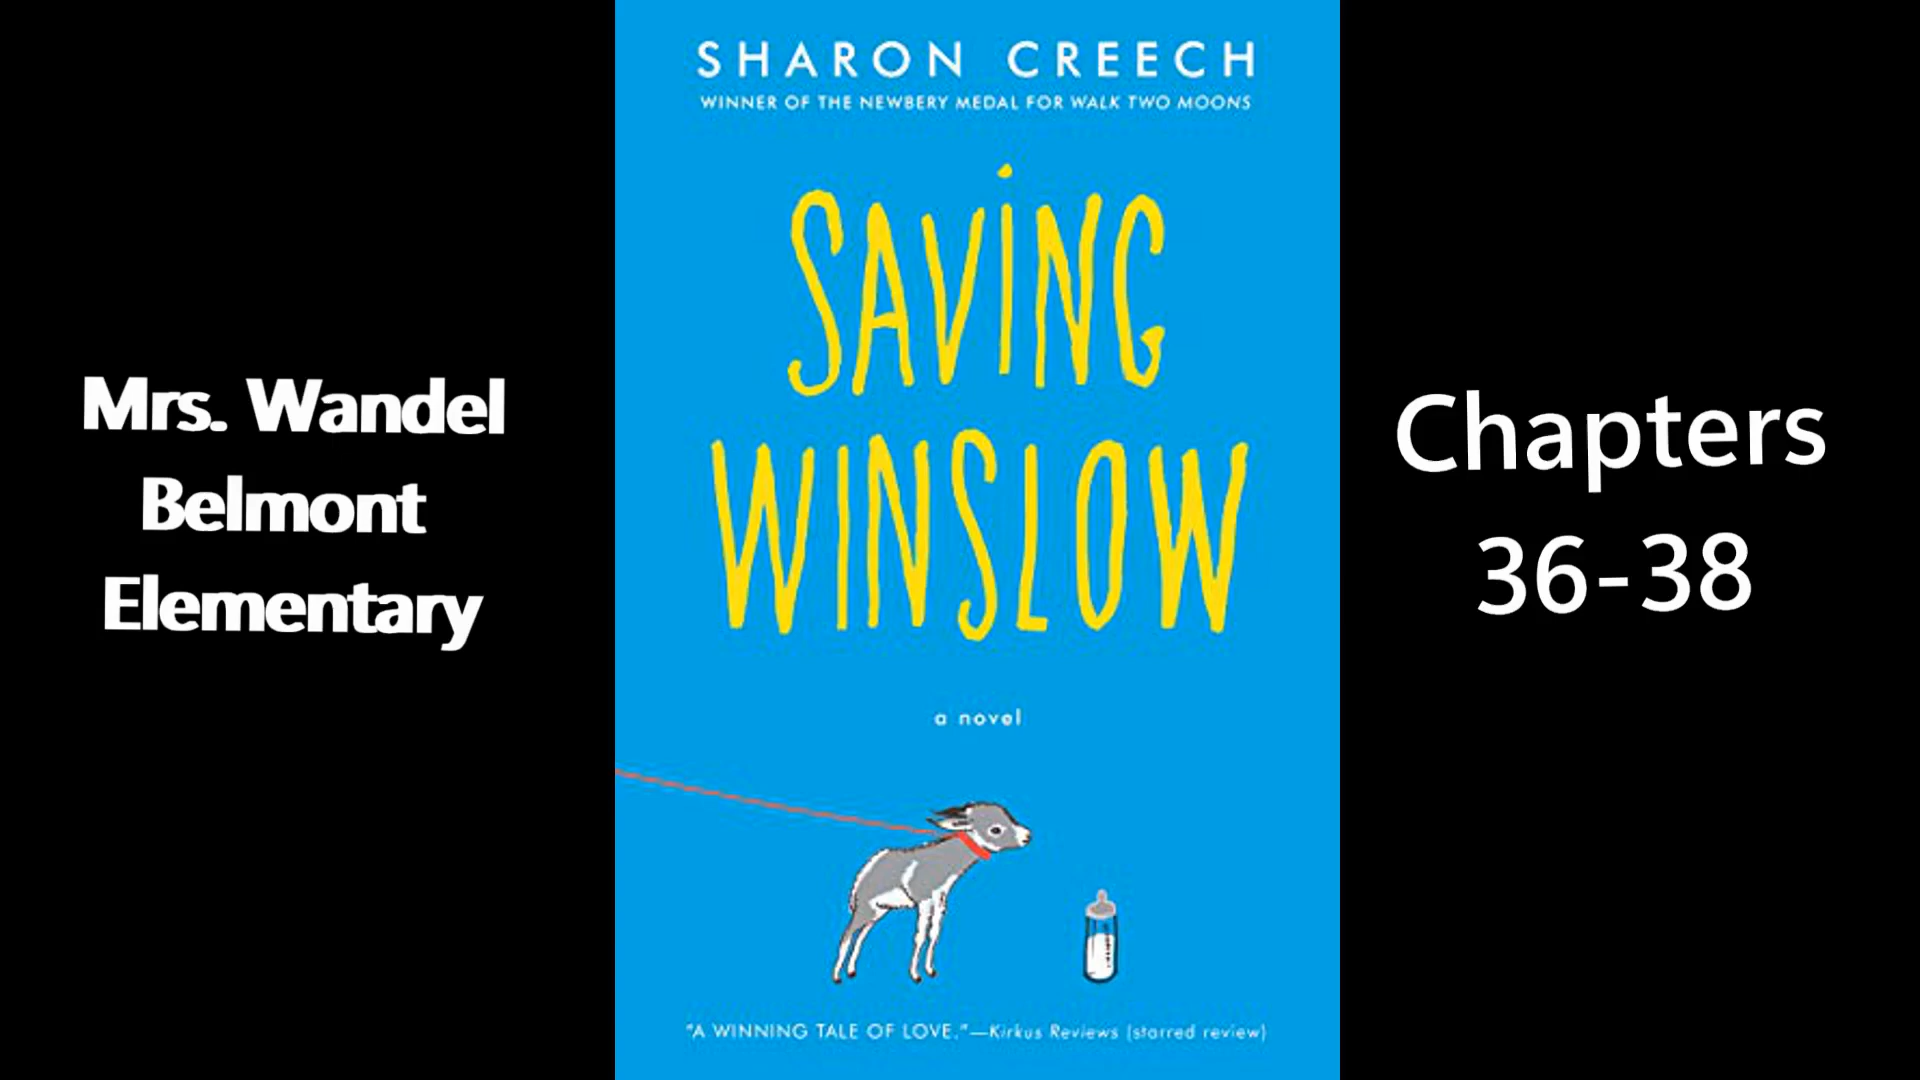 Mrs. Wandel
Belmont
Elementary
SHARON CREECH
WINNER OF THE NEWBERY MEDAL FOR WALK TWO MOONS
SAViNG
WINSLOW
a novel
"A WINNING TALE OF LOVE."—Kirkus Reviews (starred review)
Chapters
36-38